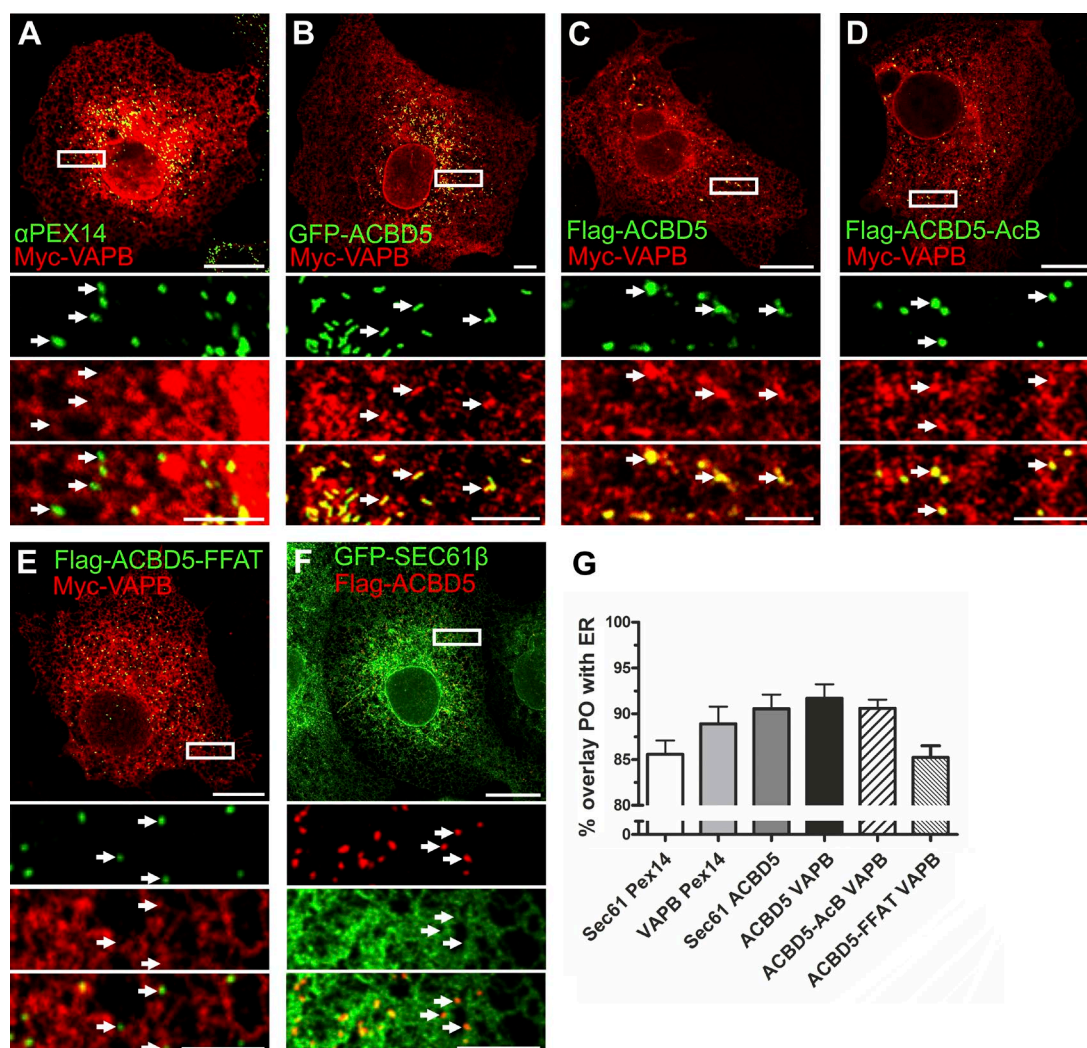 A
αPEX14
Myc-VAPB
B
GFP-ACBD5
Myc-VAPB
C
Flag-ACBD5
Myc-VAPB
D
Flag-ACBD5-AcB
Myc-VAPB
E
Flag-ACBD5-FFAT
Myc-VAPB
F
GFP-SEC61β
Flag-ACBD5
G
% overlay PO with ER
100
95
90
85
80
0
Sec61 Pex14
VAPB Pex14
Sec61 ACBD5
ACBD5 VAPB
ACBD5-AcB VAPB
ACBD5-FFAT VAPB